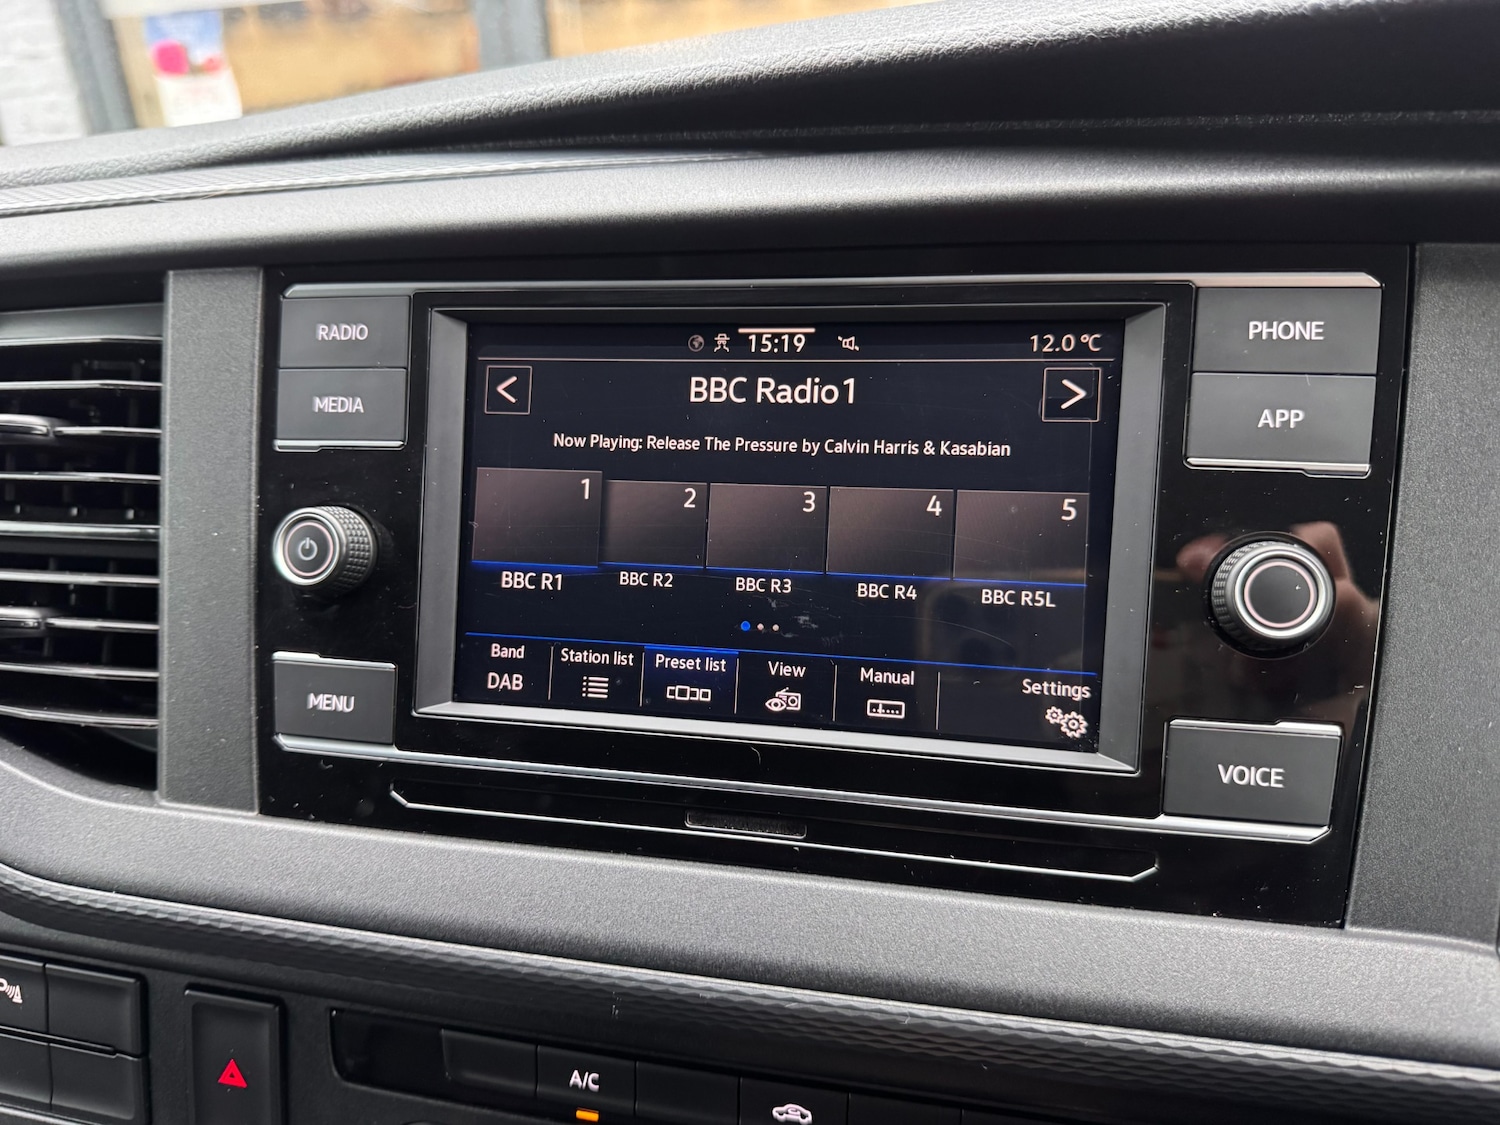 RADIO
MEDIA
MENU
15:19
12.0 °C
<
BBC Radio1
>
Now Playing: Release The Pressure by Calvin Harris & Kasabian
1
2
3
4
5
BBC R1
BBC R2
BBC R3
BBC R4
BBC R5L
Band
DAB
Station list
Preset list
View
Manual
Settings
PHONE
APP
VOICE
P
A/C